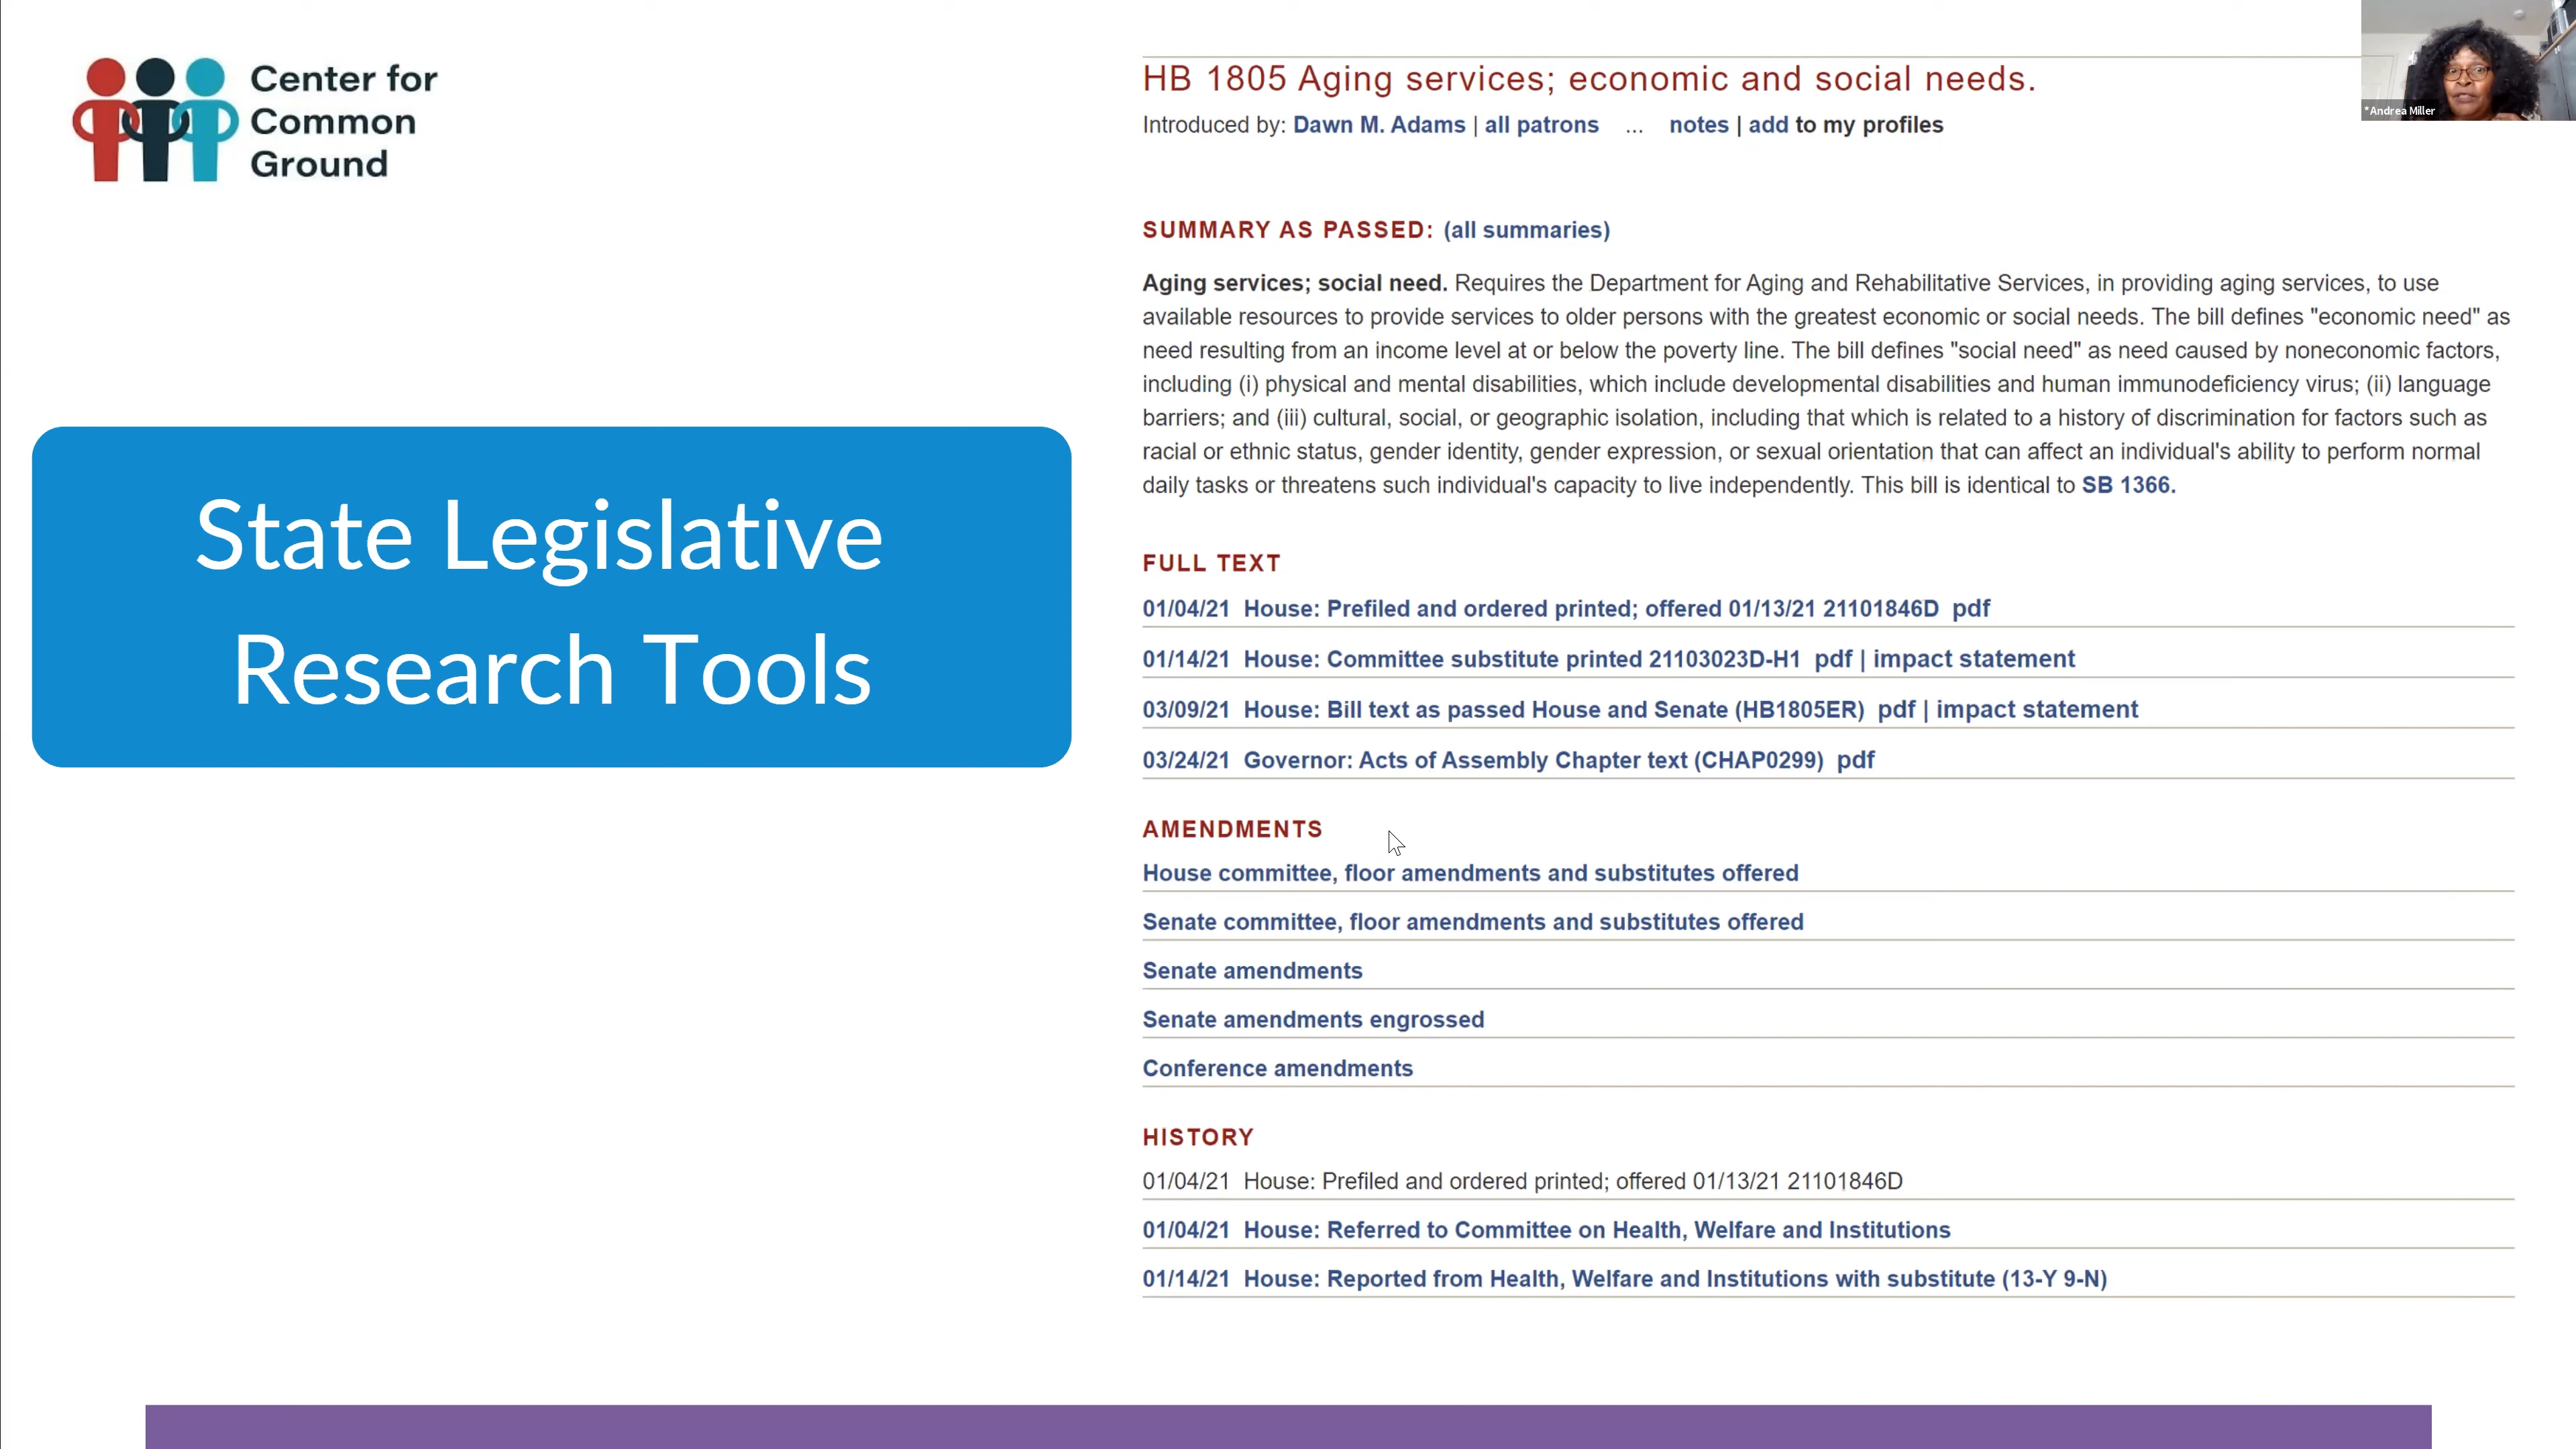 Center for
Common
Ground
State Legislative
Research Tools
HB 1805 Aging services; economic and social needs.
Introduced by: Dawn M. Adams | all patrons ... notes | add to my profiles
*Andrea Miller
SUMMARY AS PASSED: (all summaries)
Aging services; social need. Requires the Department for Aging and Rehabilitative Services, in providing aging services, to use
available resources to provide services to older persons with the greatest economic or social needs. The bill defines "economic need" as
need resulting from an income level at or below the poverty line. The bill defines "social need" as need caused by noneconomic factors,
including (i) physical and mental disabilities, which include developmental disabilities and human immunodeficiency virus; (ii) language
barriers; and (iii) cultural, social, or geographic isolation, including that which is related to a history of discrimination for factors such as
racial or ethnic status, gender identity, gender expression, or sexual orientation that can affect an individual's ability to perform normal
daily tasks or threatens such individual's capacity to live independently. This bill is identical to SB 1366.
FULL TEXT
01/04/21 House: Prefiled and ordered printed; offered 01/13/21 21101846D pdf
01/14/21 House: Committee substitute printed 21103023D-H1 pdf | impact statement
03/09/21 House: Bill text as passed House and Senate (HB1805ER) pdf | impact statement
03/24/21 Governor: Acts of Assembly Chapter text (CHAP0299) pdf
AMENDMENTS
House committee, floor amendments and substitutes offered
Senate committee, floor amendments and substitutes offered
Senate amendments
Senate amendments engrossed
Conference amendments
HISTORY
01/04/21 House: Prefiled and ordered printed; offered 01/13/21 21101846D
01/04/21 House: Referred to Committee on Health, Welfare and Institutions
01/14/21 House: Reported from Health, Welfare and Institutions with substitute (13-Y 9-N)